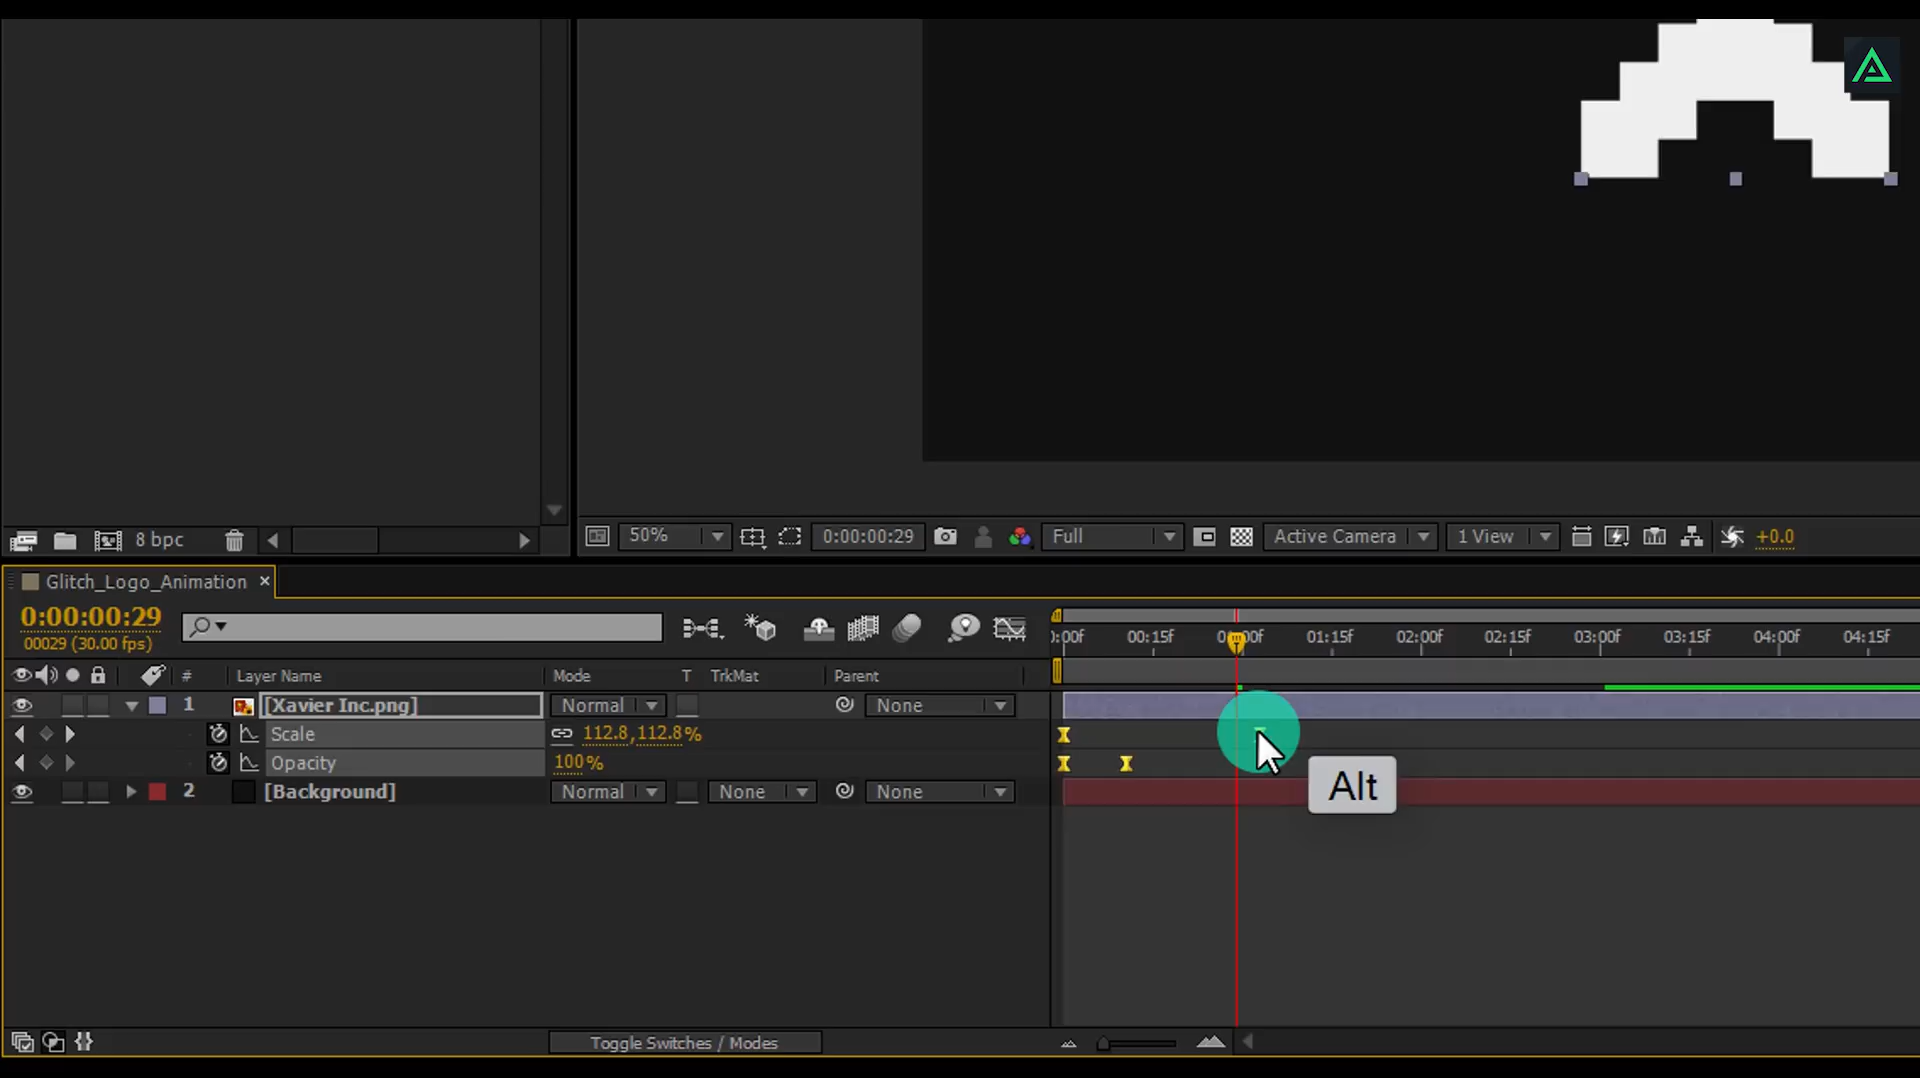 8 bpc
50%
0:00:00:29
Full
Active Camera
1 View
+0.0
Glitch_Logo_Animation ×
0:00:00:29
00029 (30.00 fps)
00:15f
01:15f
02:00f
02:15f
03:00f
03:15f
04:00f
04:15f
# Layer Name
Mode
T TrkMat
Parent
1 [Xavier Inc.png]
Normal
None
Scale
112.8,112.8%
Opacity
100%
2 [Background]
Normal
None
None
Alt
Toggle Switches / Modes